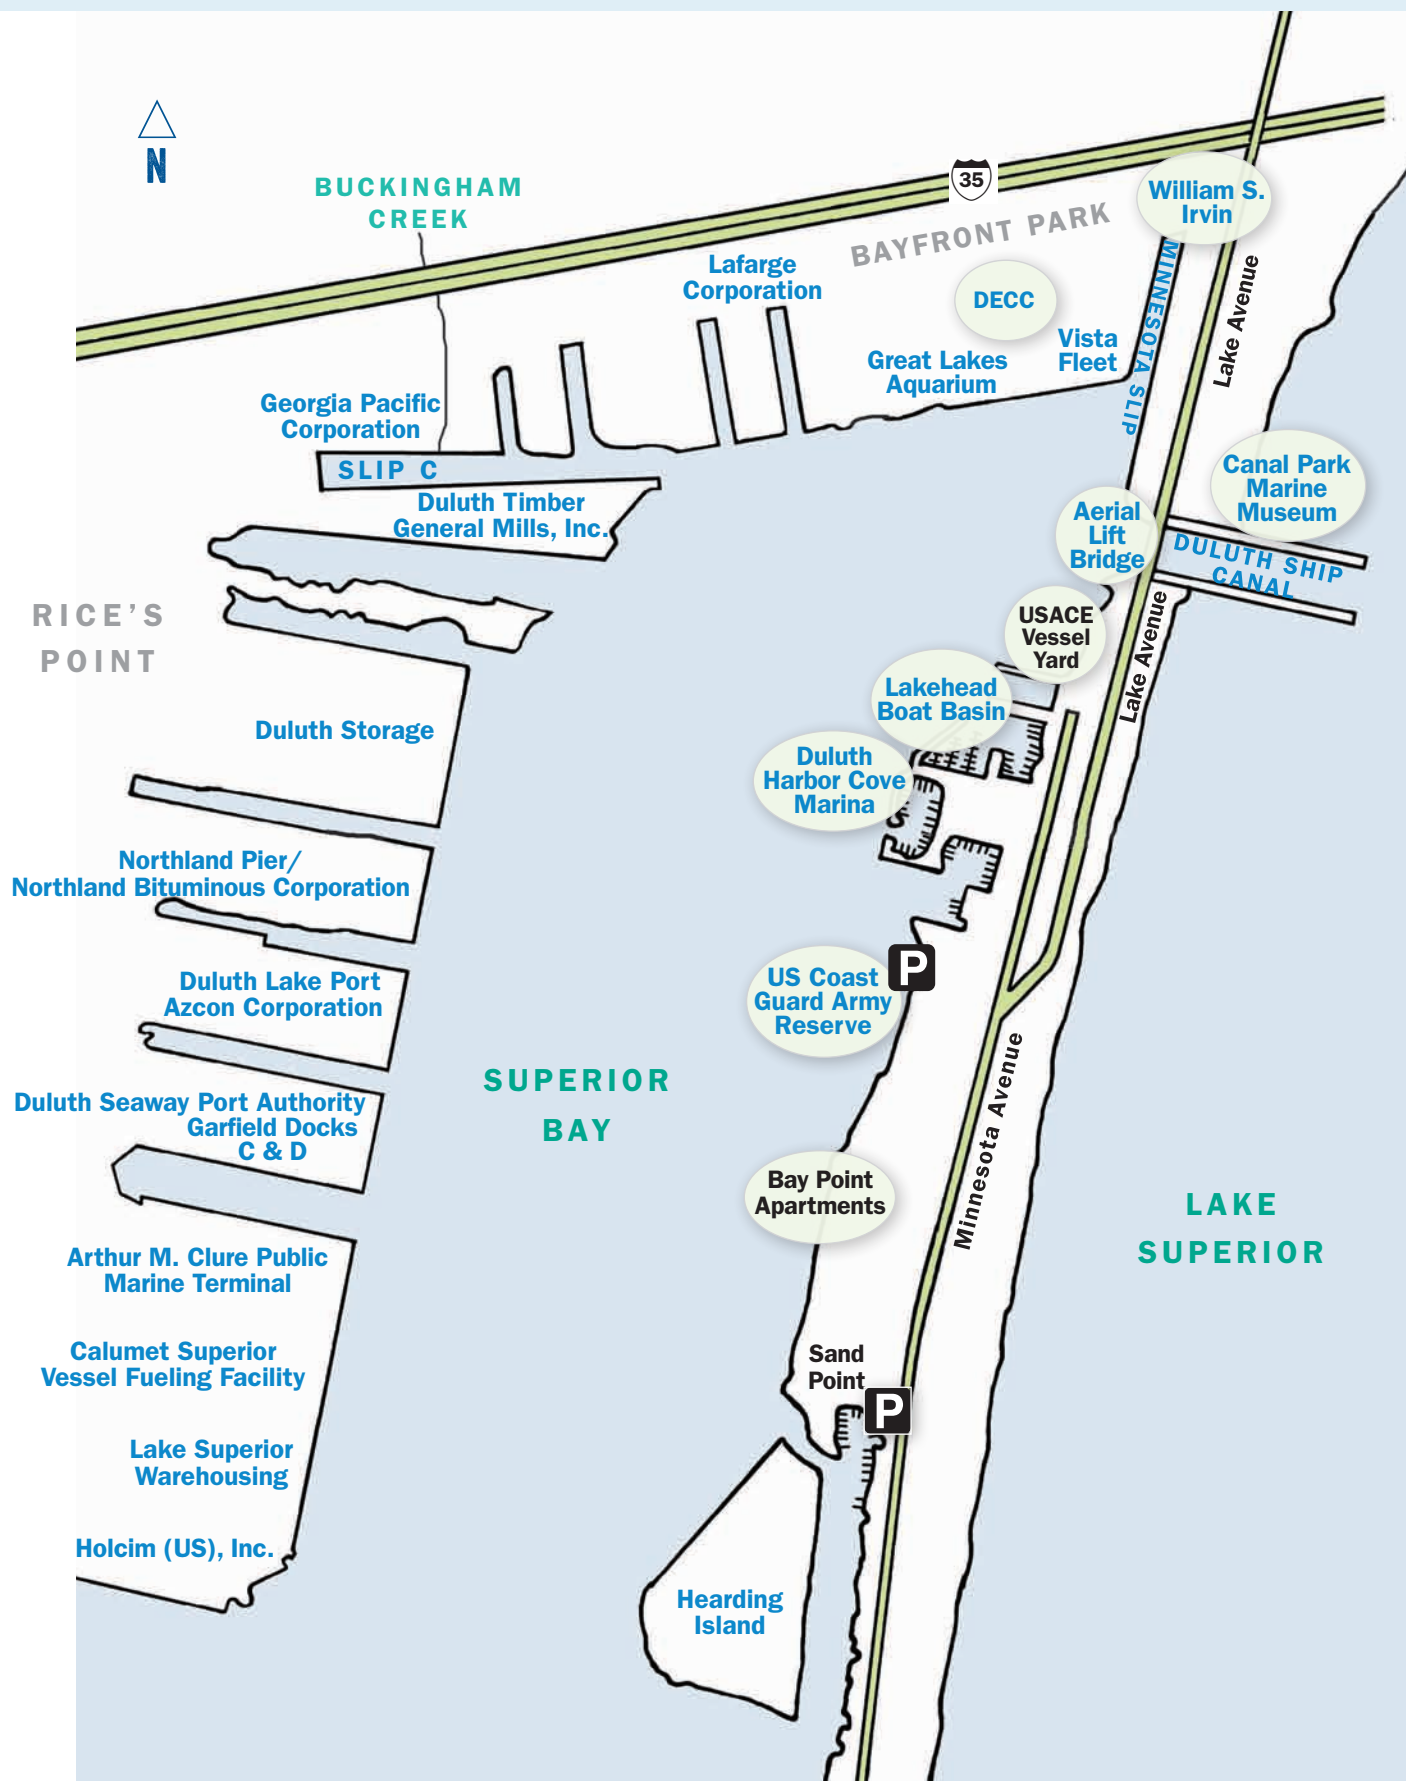 N
BUCKINGHAM
CREEK
35
BAYFRONT PARK
William S.
Irvin
Lafarge
Corporation
DECC
MINNESOTA SLIP
Lake Avenue
Vista
Fleet
Great Lakes
Aquarium
Georgia Pacific
Corporation
SLIP C
Canal Park
Marine
Museum
Duluth Timber
General Mills, Inc.
Aerial
Lift
Bridge
DULUTH SHIP
CANAL
RICE'S
POINT
USACE
Vessel
Yard
Lake Avenue
Lakehead
Boat Basin
Duluth Storage
Duluth
Harbor Cove
Marina
Northland Pier/
Northland Bituminous Corporation
Duluth Lake Port
Azcon Corporation
US Coast
Guard Army
Reserve
P
SUPERIOR
BAY
Minnesota Avenue
Duluth Seaway Port Authority
Garfield Docks
C & D
Bay Point
Apartments
LAKE
SUPERIOR
Arthur M. Clure Public
Marine Terminal
Calumet Superior
Vessel Fueling Facility
Sand
Point
P
Lake Superior
Warehousing
Holcim (US), Inc.
Hearding
Island